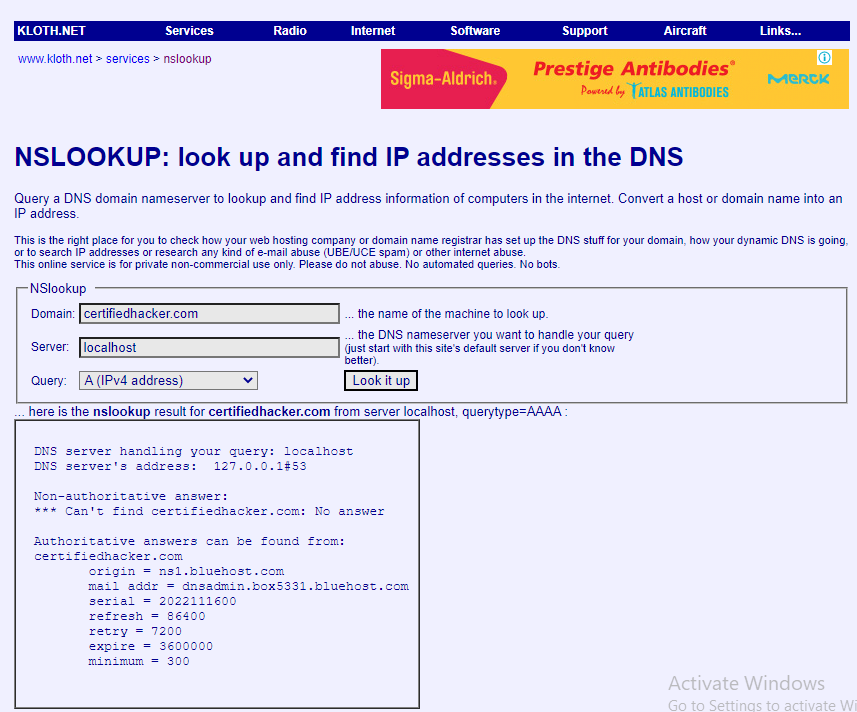 KLOTH.NET Services Radio Internet Software Support Aircraft Links...
www.kloth.net > services > nslookup
Sigma-Aldrich.
Prestige Antibodies®
Powered by ATLAS ANTIBODIES
MERCK
NSLOOKUP: look up and find IP addresses in the DNS
Query a DNS domain nameserver to lookup and find IP address information of computers in the internet. Convert a host or domain name into an
IP address.
This is the right place for you to check how your web hosting company or domain name registrar has set up the DNS stuff for your domain, how your dynamic DNS is going,
or to search IP addresses or research any kind of e-mail abuse (UBE/UCE spam) or other internet abuse.
This online service is for private non-commercial use only. Please do not abuse. No automated queries. No bots.
NSlookup
Domain: certifiedhacker.com ... the name of the machine to look up.
Server: localhost ... the DNS nameserver you want to handle your query
(just start with this site's default server if you don't know
better).
Query: A (IPv4 address) Look it up
... here is the nslookup result for certifiedhacker.com from server localhost, querytype=AAAA :
DNS server handling your query: localhost
DNS server's address: 127.0.0.1#53
Non-authoritative answer:
*** Can't find certifiedhacker.com: No answer
Authoritative answers can be found from:
certifiedhacker.com
origin = ns1.bluehost.com
mail addr = dnsadmin.box5331.bluehost.com
serial = 2022111600
refresh = 86400
retry = 7200
expire = 3600000
minimum = 300
Activate Windows
Go to Settings to activate Wi